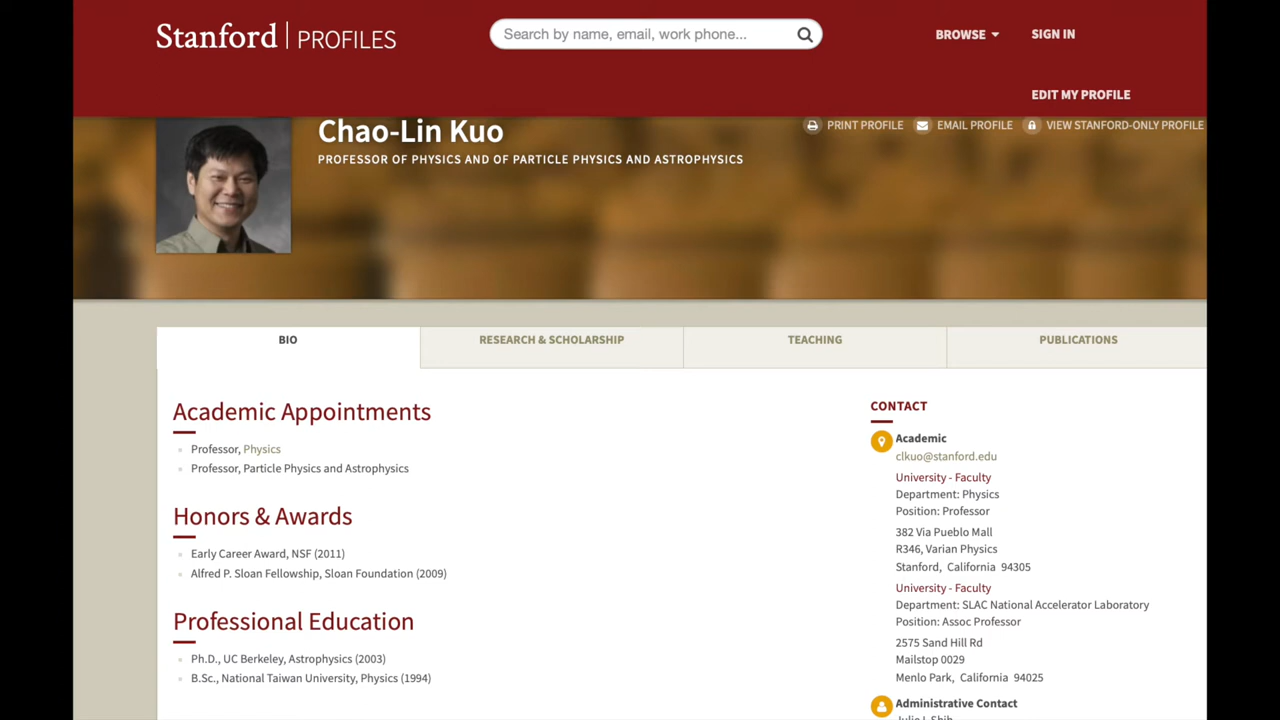 Stanford | PROFILES
Search by name, email, work phone...
BROWSE
SIGN IN
EDIT MY PROFILE
Chao-Lin Kuo
PROFESSOR OF PHYSICS AND OF PARTICLE PHYSICS AND ASTROPHYSICS
PRINT PROFILE
EMAIL PROFILE
VIEW STANFORD-ONLY PROFILE
BIO
RESEARCH & SCHOLARSHIP
TEACHING
PUBLICATIONS
Academic Appointments
Professor, Physics
Professor, Particle Physics and Astrophysics
Honors & Awards
Early Career Award, NSF (2011)
Alfred P. Sloan Fellowship, Sloan Foundation (2009)
Professional Education
Ph.D., UC Berkeley, Astrophysics (2003)
B.Sc., National Taiwan University, Physics (1994)
CONTACT
Academic
clkuo@stanford.edu
University - Faculty
Department: Physics
Position: Professor
382 Via Pueblo Mall
R346, Varian Physics
Stanford, California 94305
University - Faculty
Department: SLAC National Accelerator Laboratory
Position: Assoc Professor
2575 Sand Hill Rd
Mailstop 0029
Menlo Park, California 94025
Administrative Contact